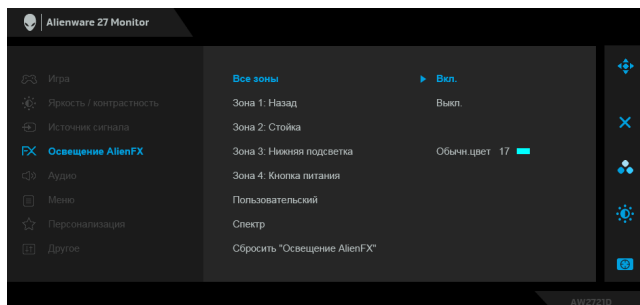 Alienware 27 Monitor
Игра
Яркость / контрастность
Источник сигнала
FX Освещение AlienFX
Аудио
Меню
Персонализация
Другое
Все зоны
Зона 1: Назад
Зона 2: Стойка
Зона 3: Нижняя подсветка
Зона 4: Кнопка питания
Пользовательский
Спектр
Сбросить "Освещение AlienFX"
Вкл.
Выкл.
Обычн.цвет 17
AW2721D